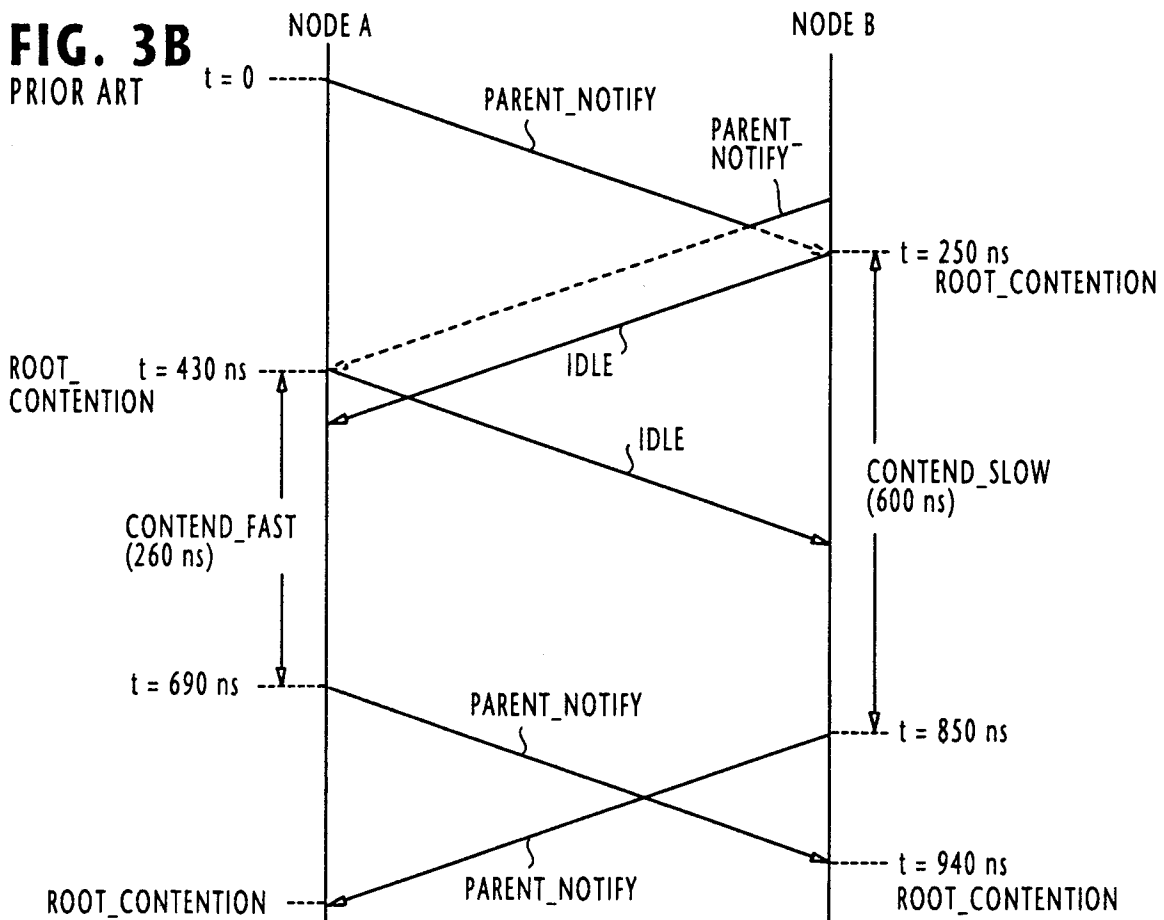 FIG. 3B
PRIOR ART
NODE A
NODE B
t = 0
PARENT_NOTIFY
PARENT_
NOTIFY
t = 250 ns
ROOT_CONTENTION
IDLE
ROOT_
CONTENTION
t = 430 ns
IDLE
CONTEND_SLOW
(600 ns)
CONTEND_FAST
(260 ns)
t = 690 ns
PARENT_NOTIFY
t = 850 ns
PARENT_NOTIFY
t = 940 ns
ROOT_CONTENTION
ROOT_CONTENTION